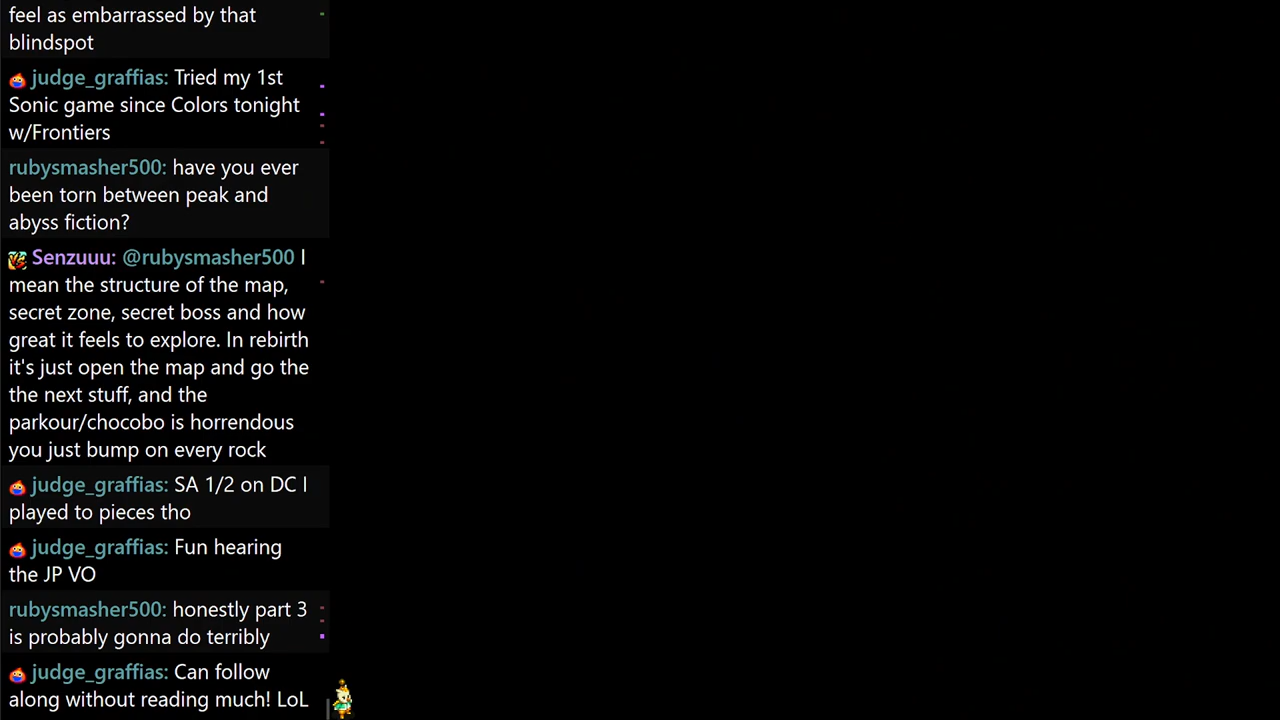 feel as embarrassed by that
blindspot
judge_graffias: Tried my 1st
Sonic game since Colors tonight
w/Frontiers
rubysmasher500: have you ever
been torn between peak and
abyss fiction?
Senzuuu: @rubysmasher500 I
mean the structure of the map,
secret zone, secret boss and how
great it feels to explore. In rebirth
it's just open the map and go the
the next stuff, and the
parkour/chocobo is horrendous
you just bump on every rock
judge_graffias: SA 1/2 on DC I
played to pieces tho
judge_graffias: Fun hearing
the JP VO
rubysmasher500: honestly part 3
is probably gonna do terribly
judge_graffias: Can follow
along without reading much! LoL